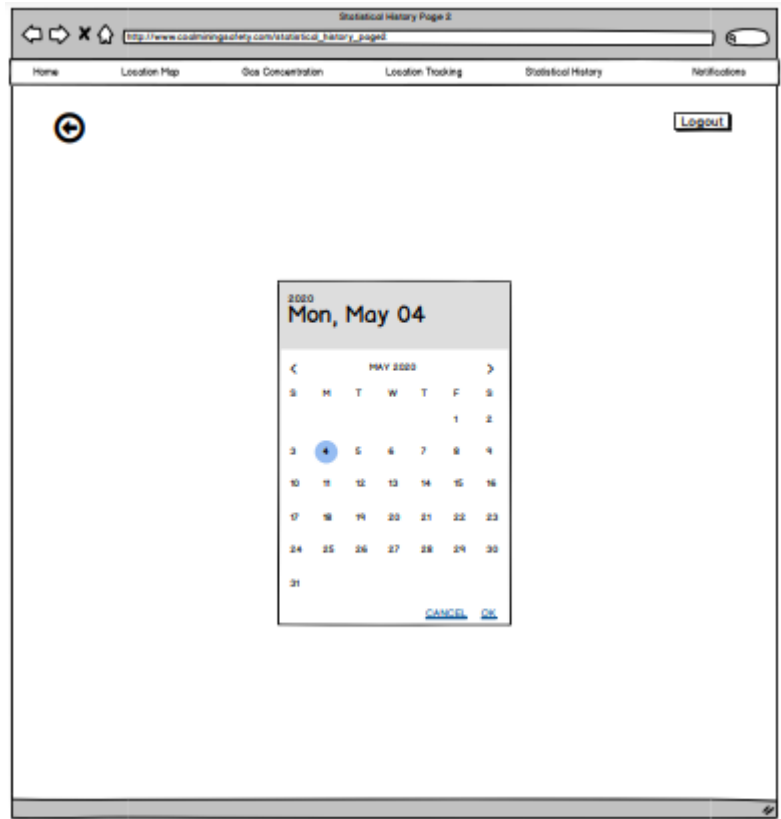 Statistical History Page 2
http://www.coalminingsafety.com/statistical_history_page2
Home Location Map Gas Concentration Location Tracking Statistical History Notifications
Logout
2020
Mon, May 04
< MAY 2020 >
S M T W T F S
1 2
3 4 5 6 7 8 9
10 11 12 13 14 15 16
17 18 19 20 21 22 23
24 25 26 27 28 29 30
31
CANCEL OK